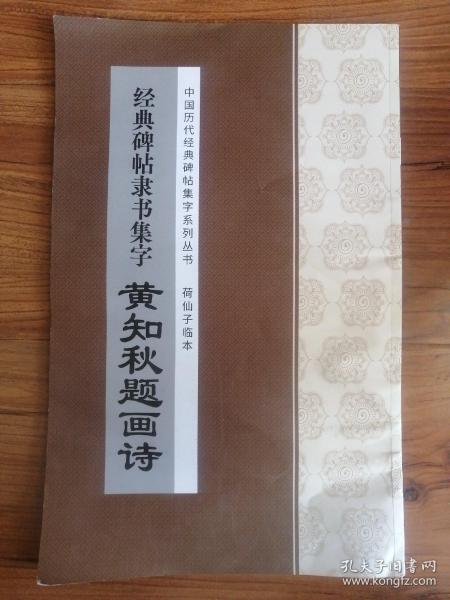 中国历代经典碑帖集字系列丛书 荷仙子临本
经典碑帖隶书集字
黄知秋题画诗
孔夫子旧书网
www.kongfz.com